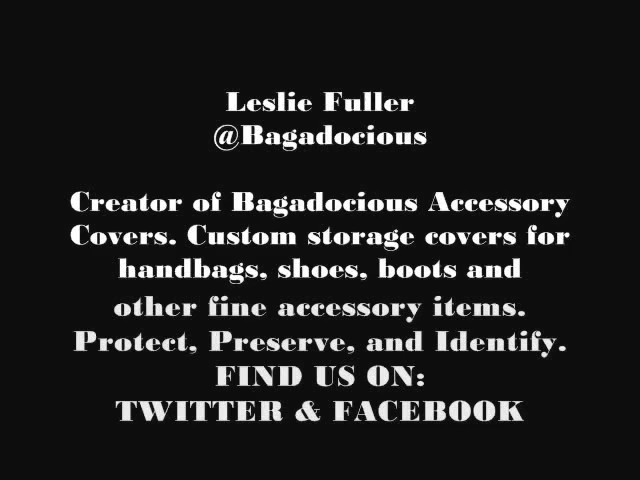 Leslie Fuller
@Bagadocious
Creator of Bagadocious Accessory
Covers. Custom storage covers for
handbags, shoes, boots and
other fine accessory items.
Protect, Preserve, and Identify.
FIND US ON:
TWITTER & FACEBOOK